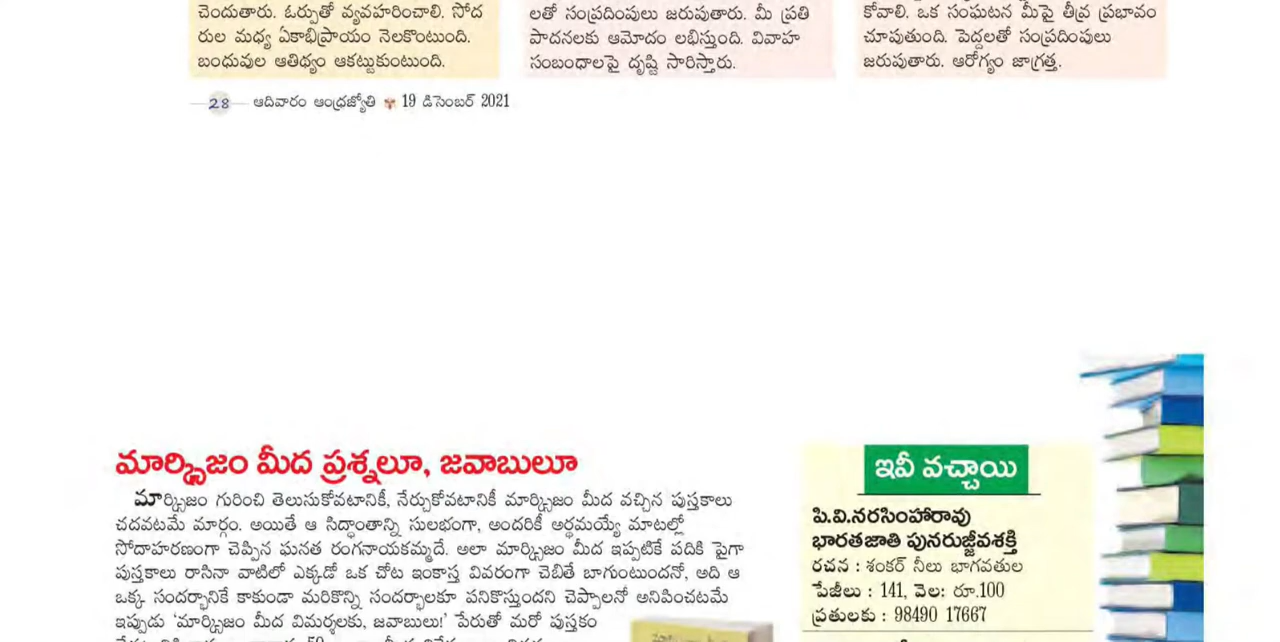 చెందుతారు. ఓర్పుతో వ్యవహరించాలి. సోద
రుల మధ్య ఏకాభిప్రాయం నెలకొంటుంది.
బంధువుల ఆతిథ్యం ఆకట్టుకుంటుంది.
లతో సంప్రదింపులు జరుపుతారు. మీ ప్రతి
పాదనలకు ఆమోదం లభిస్తుంది. వివాహ
సంబంధాలపై దృష్టి సారిస్తారు.
కోవాలి. ఒక సంఘటన మీపై తీవ్ర ప్రభావం
చూపుతుంది. పెద్దలతో సంప్రదింపులు
జరుపుతారు. ఆరోగ్యం జాగ్రత్త.
28 ఆదివారం ఆంధ్రజ్యోతి 19 డిసెంబర్ 2021
మార్క్సిజం మీద ప్రశ్నలూ, జవాబులూ
మార్క్సిజం గురించి తెలుసుకోవటానికీ, నేర్చుకోవటానికీ మార్క్సిజం మీద వచ్చిన పుస్తకాలు
చదవటమే మార్గం. అయితే ఆ సిద్ధాంతాన్ని సులభంగా, అందరికీ అర్థమయ్యే మాటల్లో
సోదాహరణంగా చెప్పిన ఘనత రంగనాయకమ్మదే. అలా మార్క్సిజం మీద ఇప్పటికే పదికి పైగా
పుస్తకాలు రాసినా వాటిలో ఎక్కడో ఒక చోట ఇంకాస్త వివరంగా చెబితే బాగుంటుందనో, అది ఆ
ఒక్క సందర్భానికే కాకుండా మరికొన్ని సందర్భాలకూ పనికొస్తుందని చెప్పాలనో అనిపించటమే
ఇప్పుడు ‘మార్క్సిజం మీద విమర్శలకు, జవాబులు!’ పేరుతో మరో పుస్తకం
ఇవీ వచ్చాయి
పి.వి.నరసింహారావు
భారతజాతి పునరుజ్జీవశక్తి
రచన : శంకర్ నీలు భాగవతుల
పేజీలు : 141, వెల: రూ.100
ప్రతులకు : 98490 17667